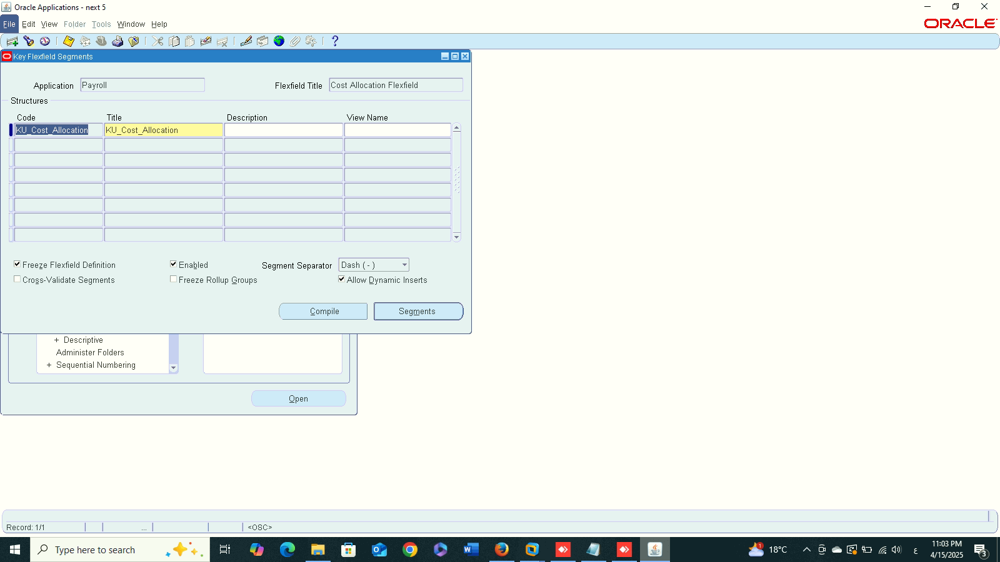 Oracle Applications - next 5
File Edit View Folder Tools Window Help
ORACLE
Key Flexfield Segments
Application Payroll Flexfield Title Cost Allocation Flexfield
Structures
Code Title Description View Name
KU_Cost_Allocation KU_Cost_Allocation
Freeze Flexfield Definition Enabled Segment Separator Dash ( - )
Cross-Validate Segments Freeze Rollup Groups Allow Dynamic Inserts
Compile Segments
+ Descriptive
Administer Folders
+ Sequential Numbering
Open
Record: 1/1 ... <OSC>
Type here to search 1 18°C ع 11:03 PM
4/15/2025 3